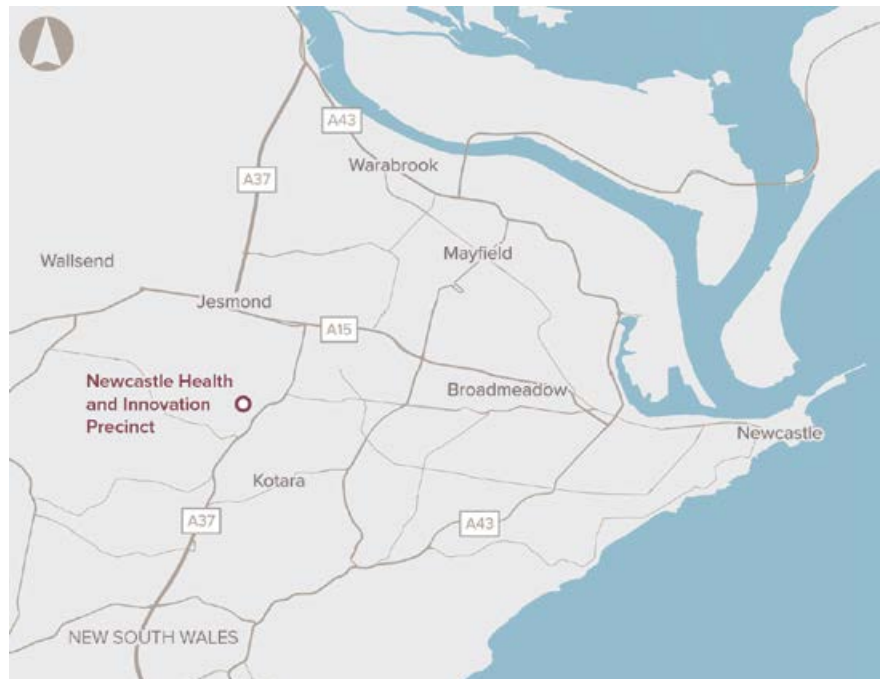 A43
Warabrook
A37
Wallsend
Mayfield
Jesmond
A15
Newcastle Health
and Innovation
Precinct
Broadmeadow
Newcastle
Kotara
A37
A43
NEW SOUTH WALES